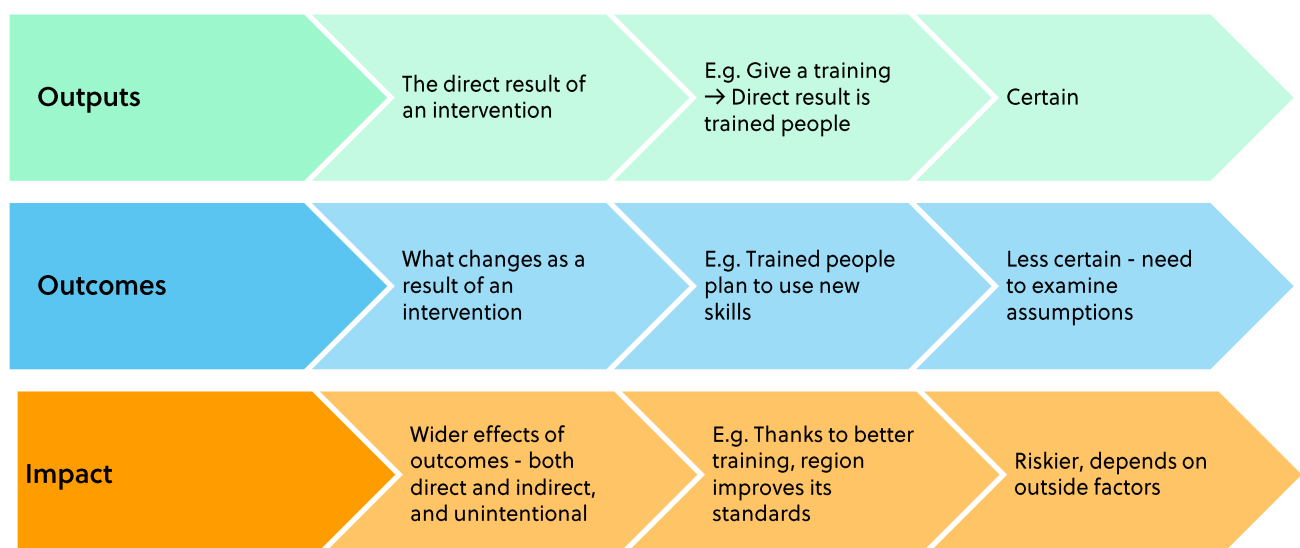 Outputs
The direct result of
an intervention
E.g. Give a training
→ Direct result is
trained people
Certain
Outcomes
What changes as a
result of an
intervention
E.g. Trained people
plan to use new
skills
Less certain - need
to examine
assumptions
Impact
Wider effects of
outcomes - both
direct and indirect,
and unintentional
E.g. Thanks to better
training, region
improves its
standards
Riskier, depends on
outside factors